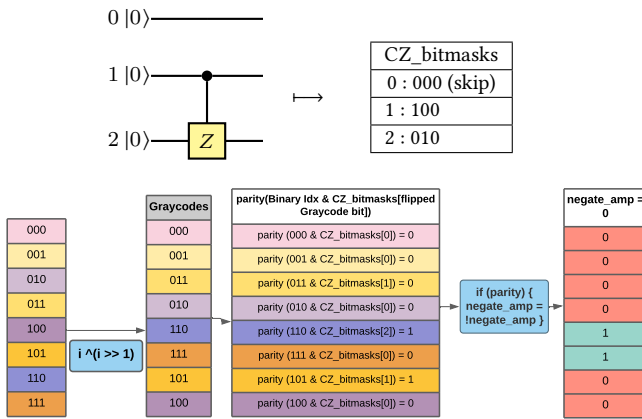 0 |0⟩
1 |0⟩
2 |0⟩
Z
⟼
CZ_bitmasks
0 : 000 (skip)
1 : 100
2 : 010
000
001
010
011
100
101
110
111
i ^(i >> 1)
Graycodes
000
001
011
010
110
111
101
100
parity(Binary Idx & CZ_bitmasks[flipped
Graycode bit])
parity (000 & CZ_bitmasks[0]) = 0
parity (001 & CZ_bitmasks[0]) = 0
parity (011 & CZ_bitmasks[1]) = 0
parity (010 & CZ_bitmasks[0]) = 0
parity (110 & CZ_bitmasks[2]) = 1
parity (111 & CZ_bitmasks[0]) = 0
parity (101 & CZ_bitmasks[1]) = 1
parity (100 & CZ_bitmasks[0]) = 0
if (parity) {
negate_amp =
!negate_amp }
negate_amp =
0
0
0
0
0
1
1
0
0